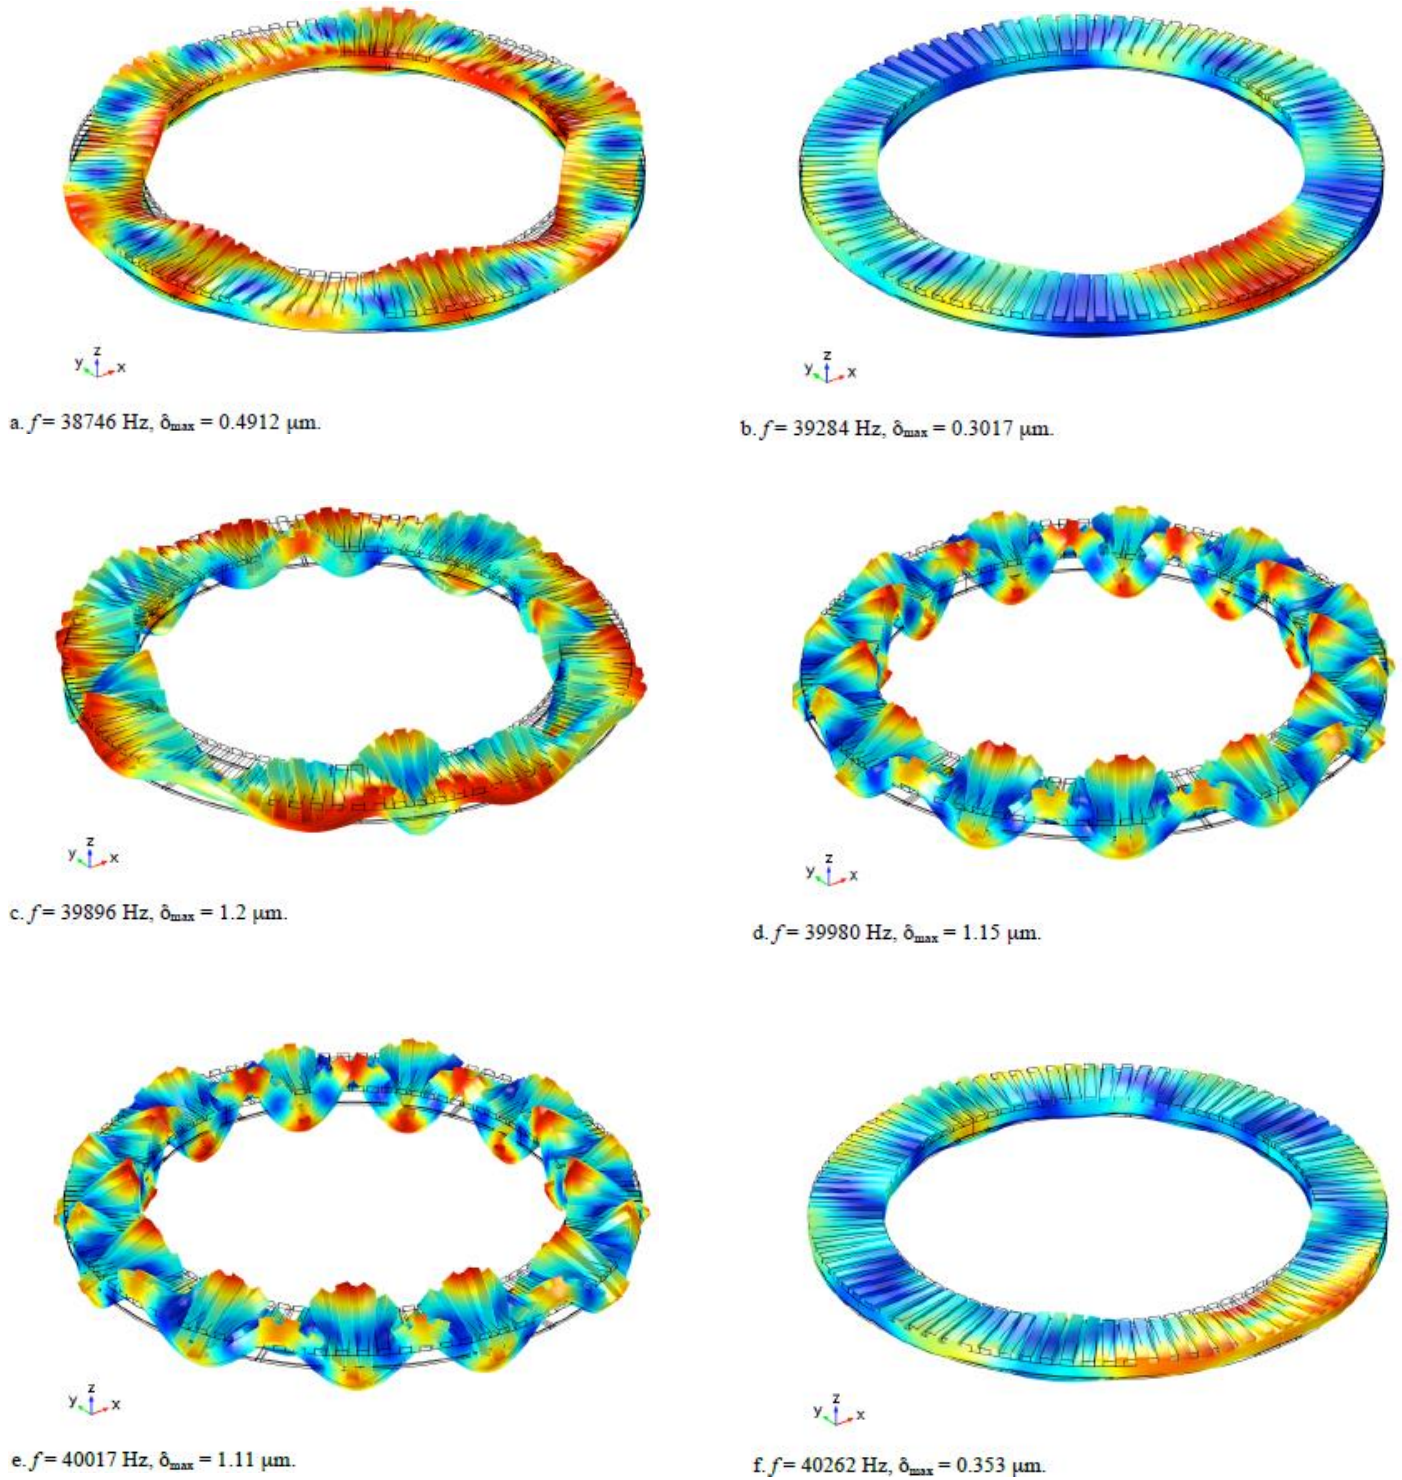 z
y x
z
y x
a. f = 38746 Hz, δmax = 0.4912 μm.
b. f = 39284 Hz, δmax = 0.3017 μm.
z
y x
z
y x
c. f = 39896 Hz, δmax = 1.2 μm.
d. f = 39980 Hz, δmax = 1.15 μm.
z
y x
z
y x
e. f = 40017 Hz, δmax = 1.11 μm.
f. f = 40262 Hz, δmax = 0.353 μm.